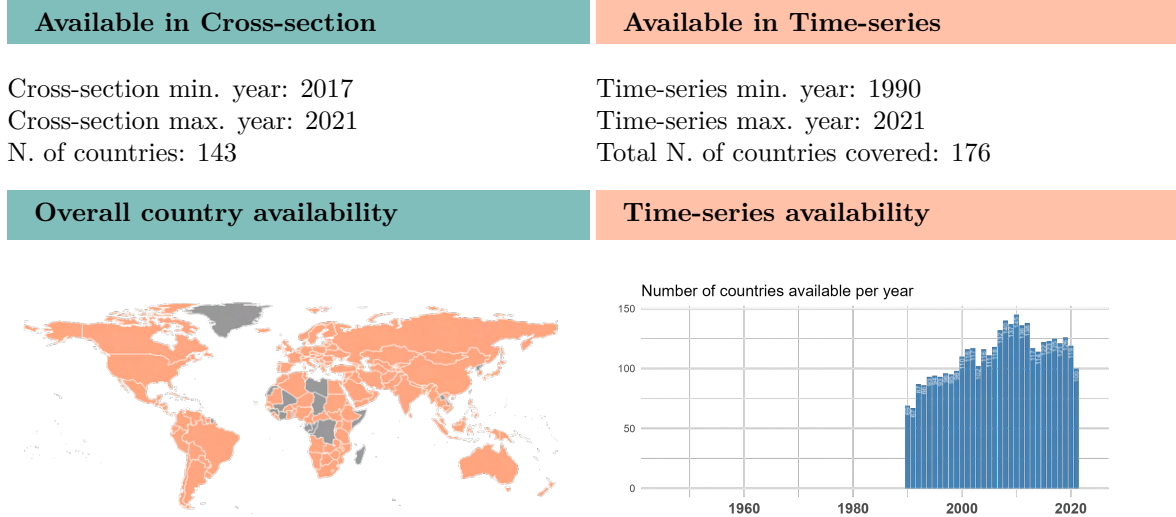 Available in Cross-section
Available in Time-series
Cross-section min. year: 2017
Cross-section max. year: 2021
N. of countries: 143
Time-series min. year: 1990
Time-series max. year: 2021
Total N. of countries covered: 176
Overall country availability
Time-series availability
Number of countries available per year
150
100
50
0
1960
1980
2000
2020